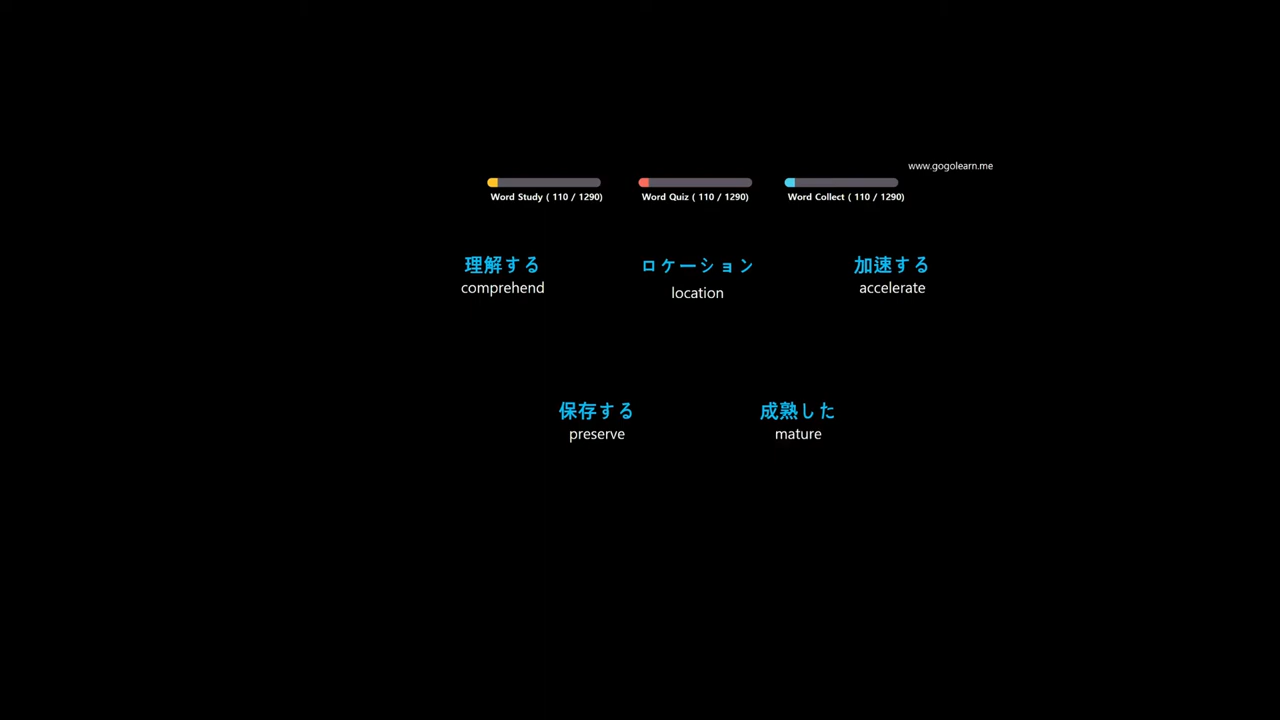 www.gogolearn.me
Word Study ( 110 / 1290)
Word Quiz ( 110 / 1290)
Word Collect ( 110 / 1290)
理解する
comprehend
ロケーション
location
加速する
accelerate
保存する
preserve
成熟した
mature